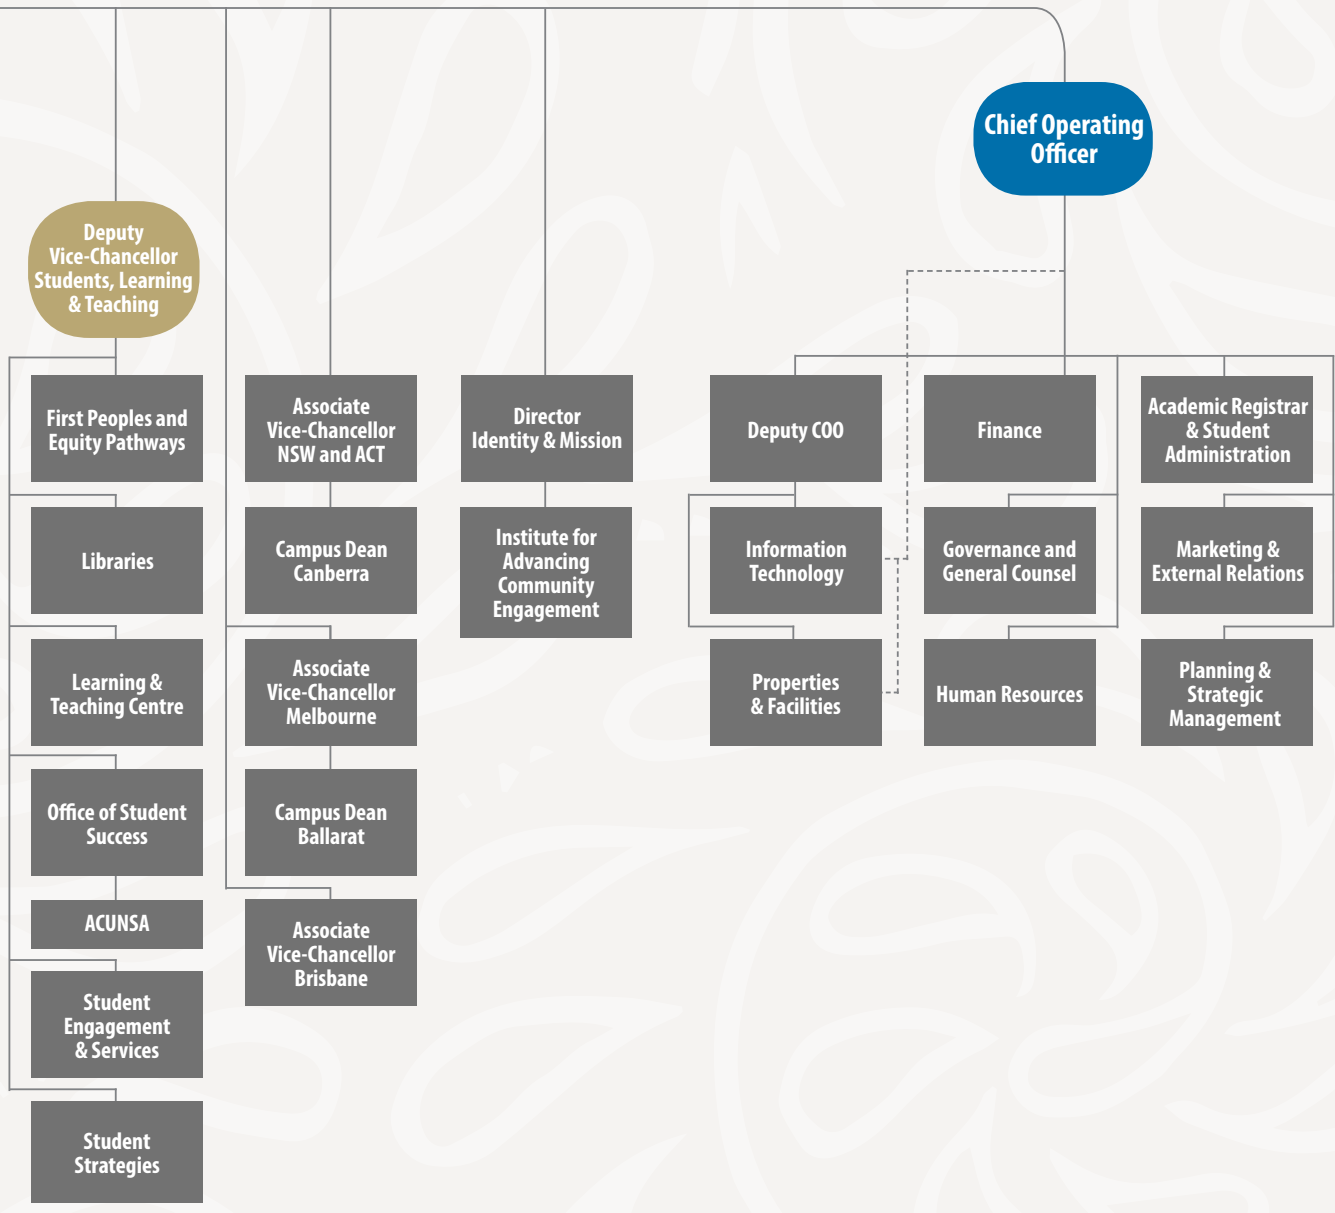 Chief Operating
Officer
Deputy
Vice-Chancellor
Students, Learning
& Teaching
First Peoples and
Equity Pathways
Libraries
Learning &
Teaching Centre
Office of Student
Success
ACUNSA
Student
Engagement
& Services
Student
Strategies
Associate
Vice-Chancellor
NSW and ACT
Campus Dean
Canberra
Associate
Vice-Chancellor
Melbourne
Campus Dean
Ballarat
Associate
Vice-Chancellor
Brisbane
Director
Identity & Mission
Institute for
Advancing
Community
Engagement
Deputy COO
Information
Technology
Properties
& Facilities
Finance
Governance and
General Counsel
Human Resources
Academic Registrar
& Student
Administration
Marketing &
External Relations
Planning &
Strategic
Management